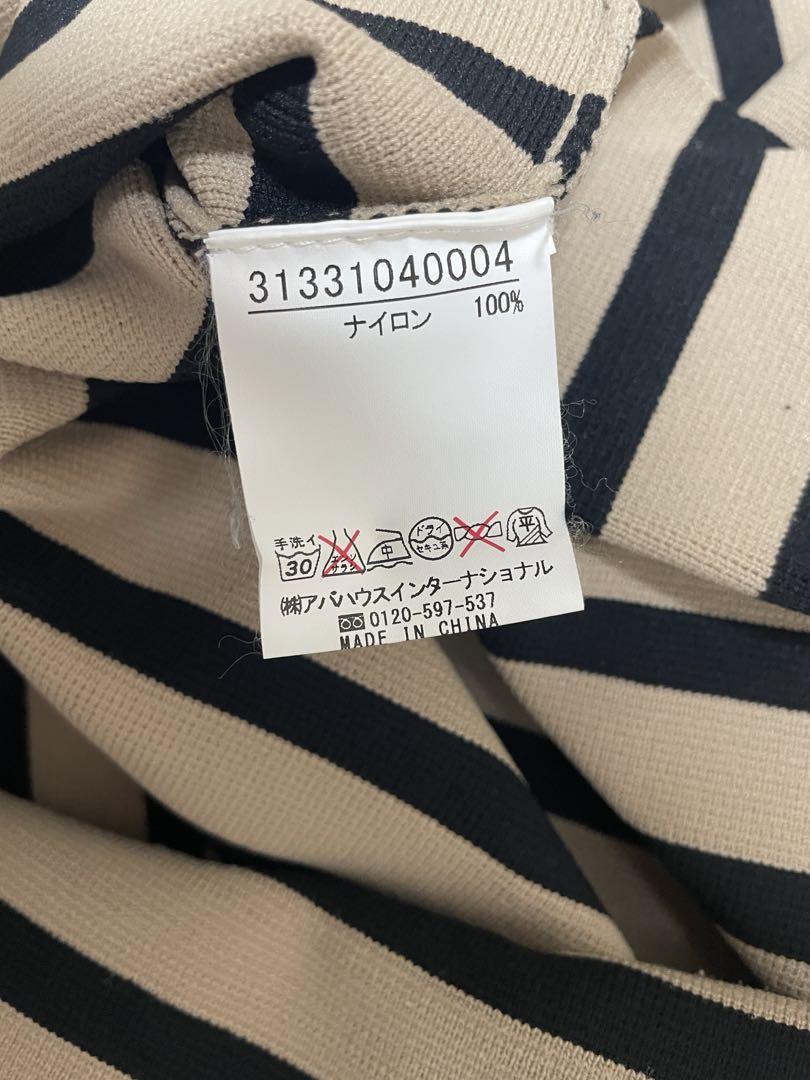 31331040004
ナイロン 100%
手洗イ
30
エンソ
サラシ
中
ドライ
セキユ系
平
㈱アバハウスインターナショナル
0120-597-537
MADE IN CHINA